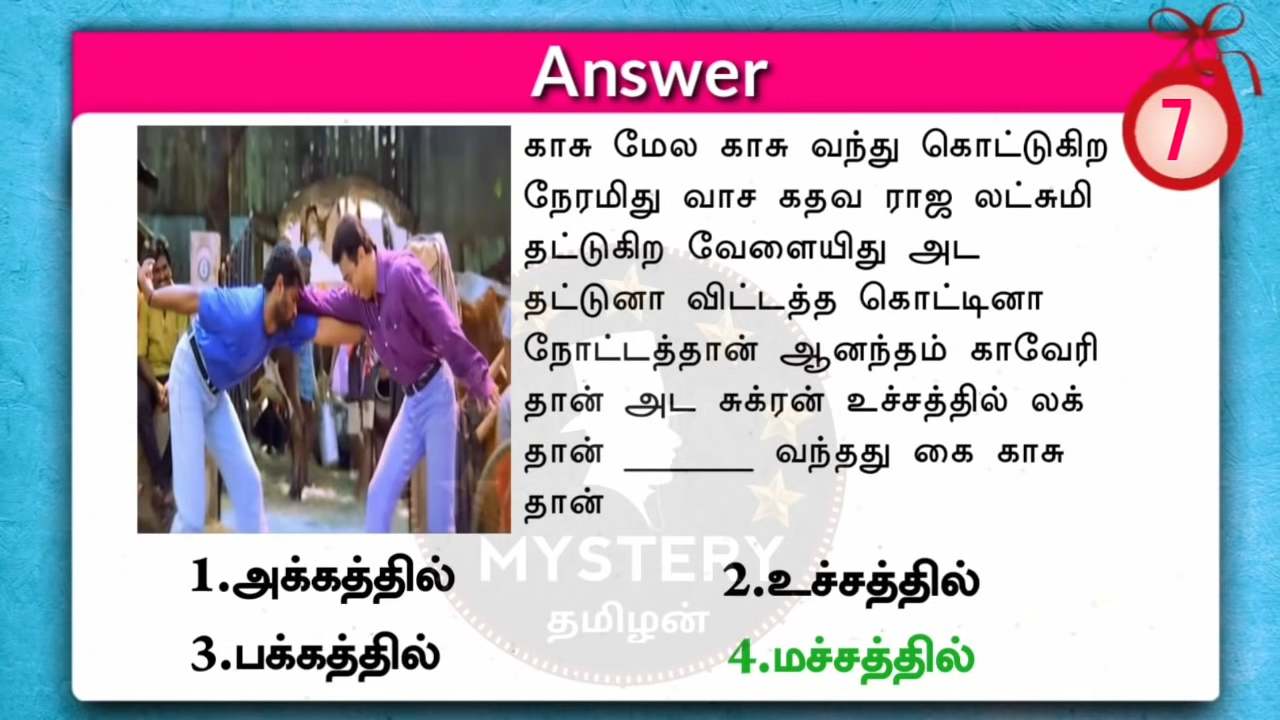 Answer
7
காசு மேல காசு வந்து கொட்டுகிற
நேரமிது வாச கதவ ராஜ லட்சுமி
தட்டுகிற வேளையிது அட
தட்டுனா விட்டத்த கொட்டினா
நோட்டத்தான் ஆனந்தம் காவேரி
தான் அட சுக்ரன் உச்சத்தில் லக்
தான் _______ வந்தது கை காசு
தான்
MYSTERY
தமிழன்
1.அக்கத்தில்
2.உச்சத்தில்
3.பக்கத்தில்
4.மச்சத்தில்